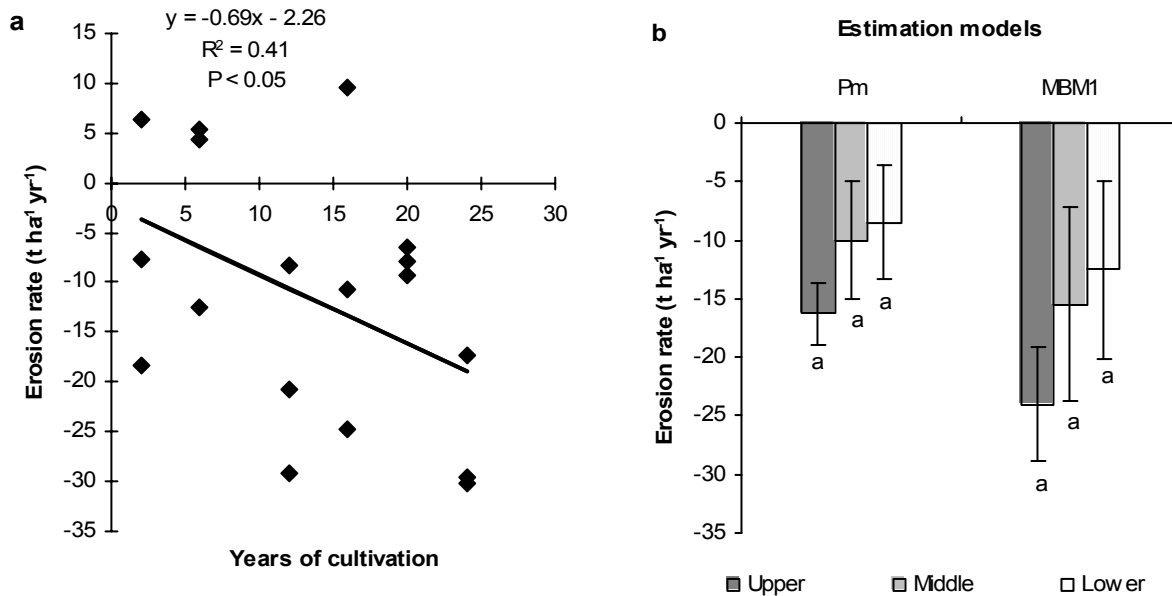 a
y = -0.69x - 2.26
R² = 0.41
P < 0.05
15
10
5
0
-5
-10
-15
-20
-25
-30
-35
0 5 10 15 20 25 30
Erosion rate (t ha⁻¹ yr⁻¹)
Years of cultivation
b
Estimation models
Pm MBM1
0
-5
-10
-15
-20
-25
-30
-35
Erosion rate (t ha⁻¹ yr⁻¹)
a a a
a a a
Upper Middle Lower